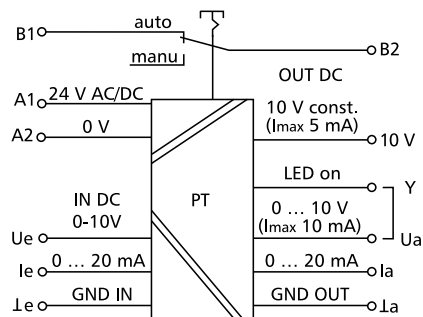 B1 auto B2
manu
OUT DC
A1 24 V AC/DC 10 V const.
(Imax 5 mA) 10 V
A2 0 V
LED on Y
IN DC PT 0 ... 10 V
0-10V (Imax 10 mA)
Ue Ua
Ie 0 ... 20 mA 0 ... 20 mA Ia
⊥e GND IN GND OUT ⊥a